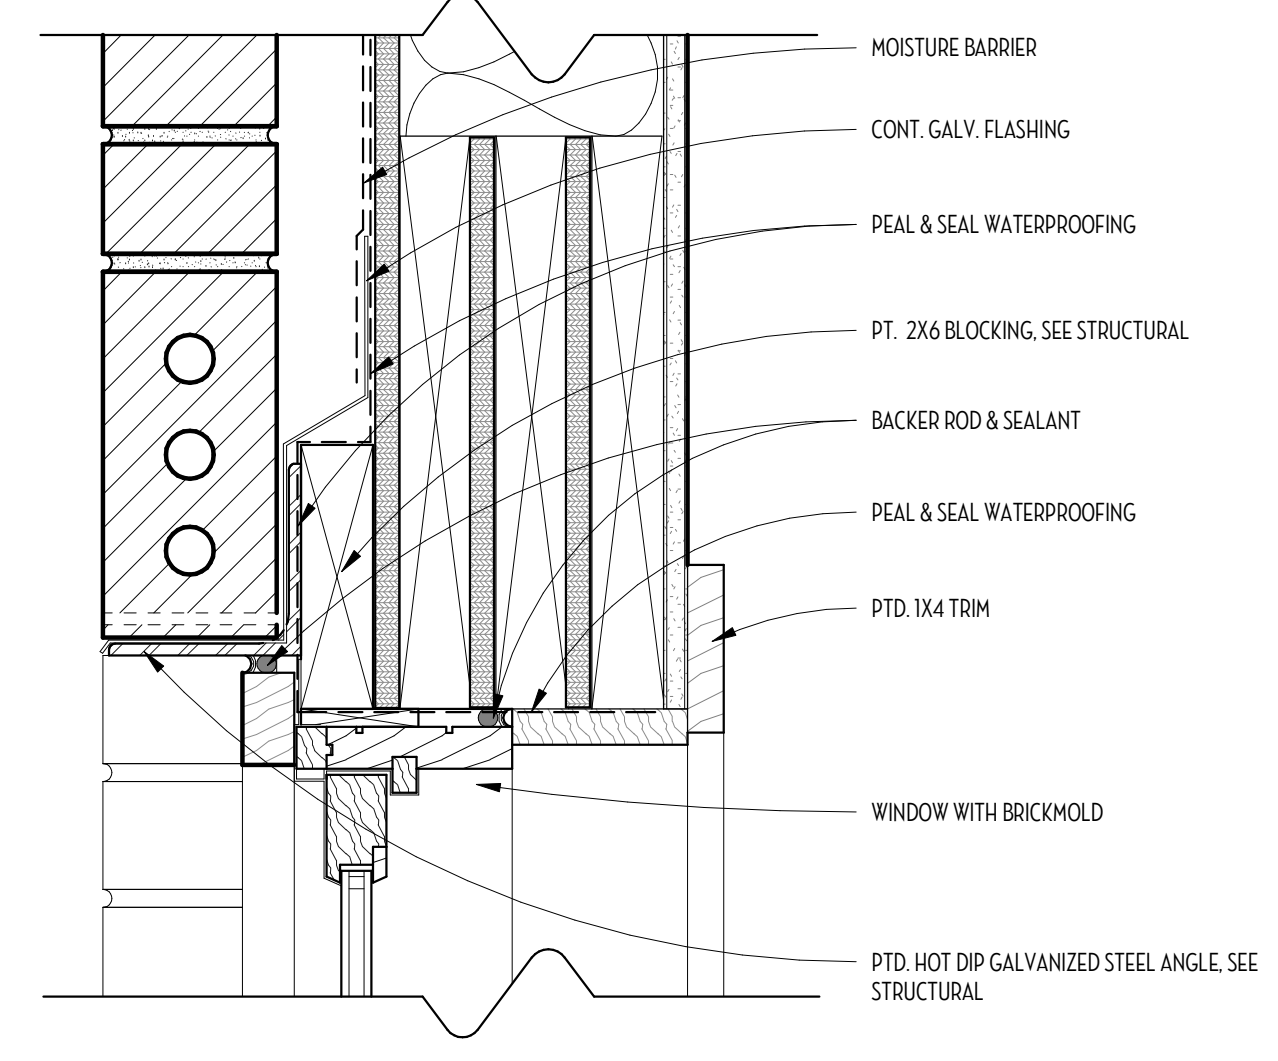 MOISTURE BARRIER
CONT. GALV. FLASHING
PEAL & SEAL WATERPROOFING
PT. 2X6 BLOCKING, SEE STRUCTURAL
BACKER ROD & SEALANT
PEAL & SEAL WATERPROOFING
PTD. 1X4 TRIM
WINDOW WITH BRICKMOLD
PTD. HOT DIP GALVANIZED STEEL ANGLE, SEE
STRUCTURAL